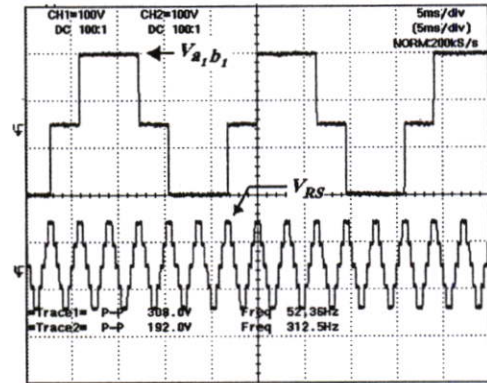 CH1=100V CH2=100V 5ms/div
DC 100:1 DC 100:1 (5ms/div)
NORM:200kS/s
Va1b1
VRS
=Trace1= P-P 308.0V Freq 52.36Hz
=Trace2= P-P 192.0V Freq 312.5Hz